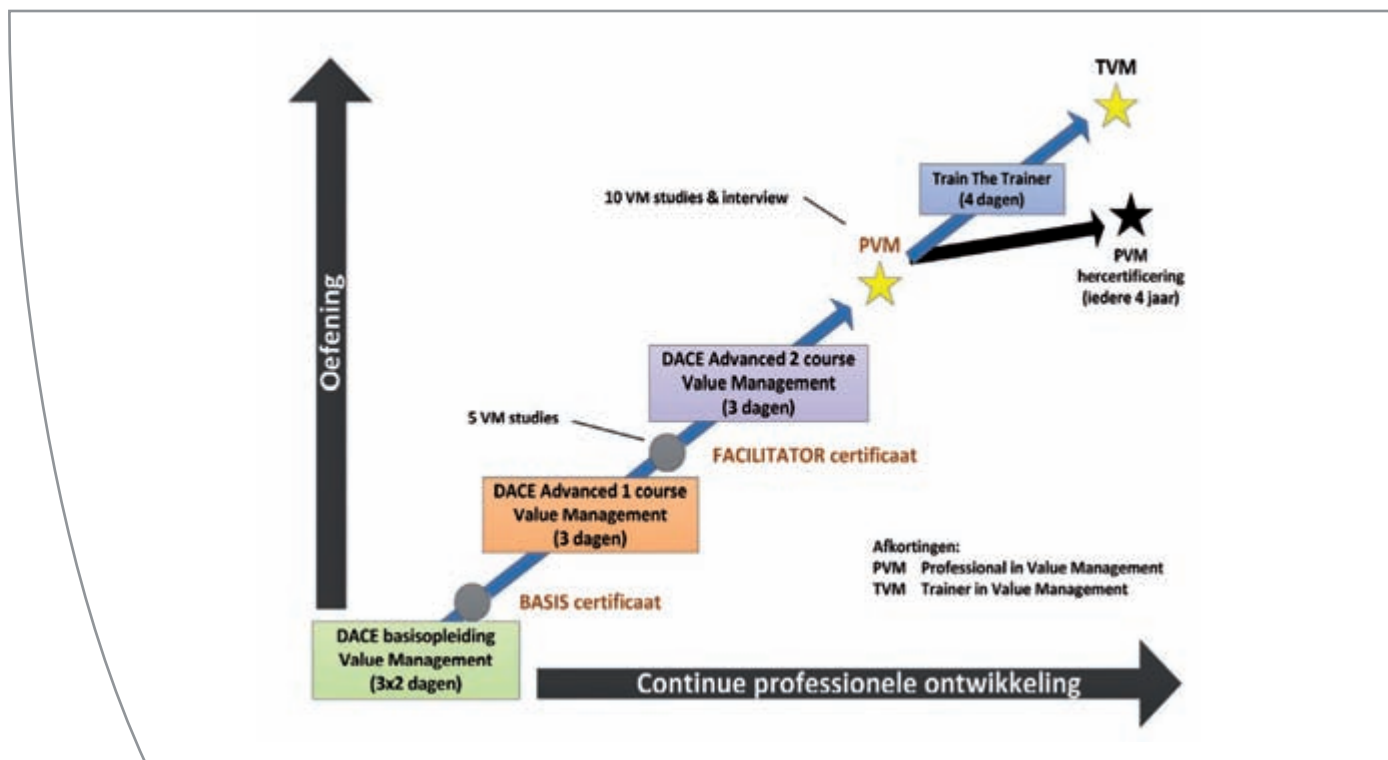 TVM
Train The Trainer
(4 dagen)
10 VM studies & interview
PVM
PVM
hercertificering
(iedere 4 jaar)
Oefening
DACE Advanced 2 course
Value Management
(3 dagen)
5 VM studies
FACILITATOR certificaat
DACE Advanced 1 course
Value Management
(3 dagen)
Afkortingen:
PVM Professional in Value Management
TVM Trainer in Value Management
BASIS certificaat
DACE basisopleiding
Value Management
(3x2 dagen)
Continue professionele ontwikkeling